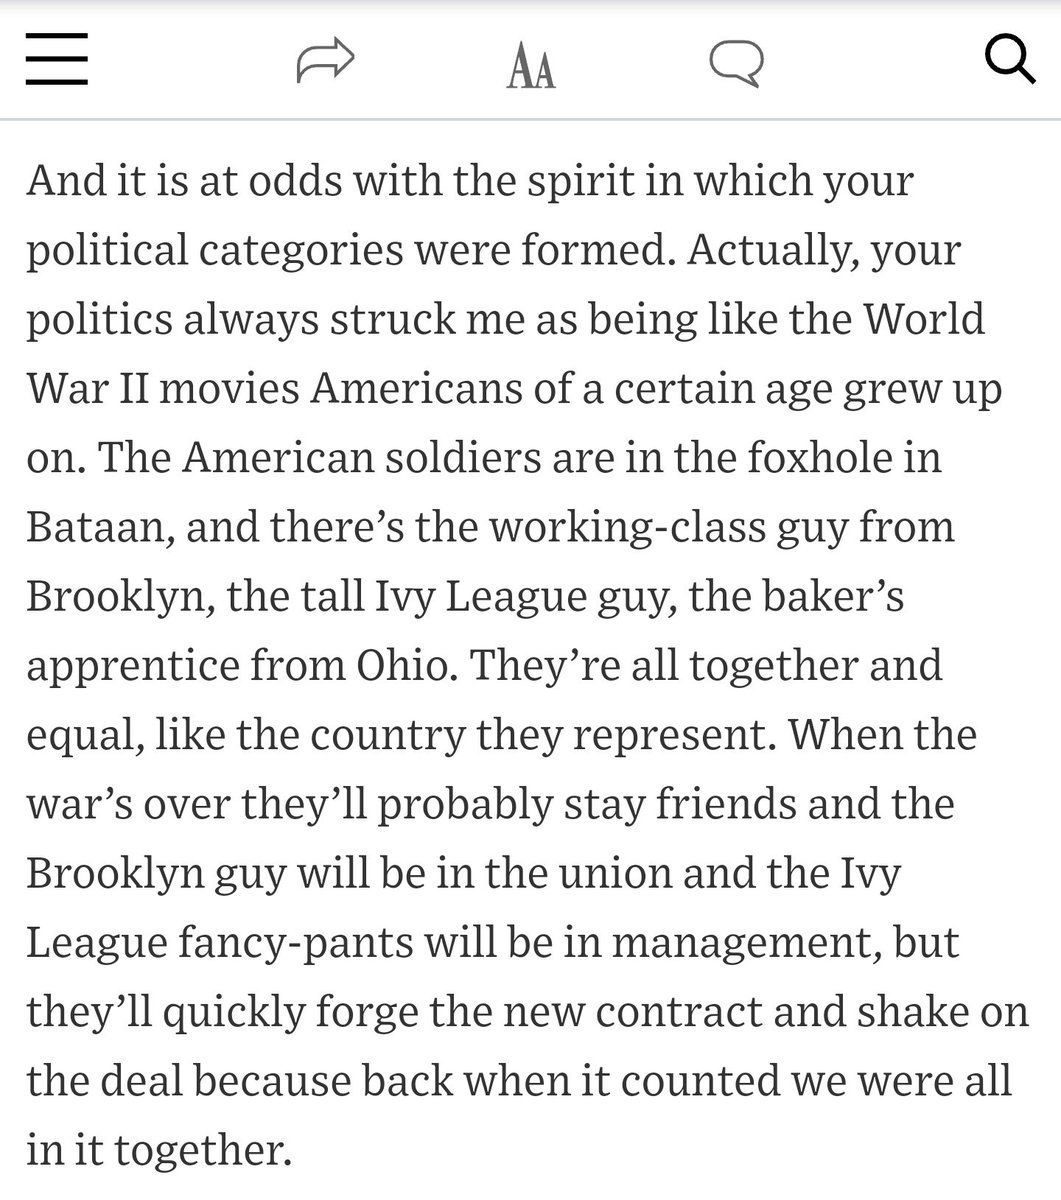 AA
And it is at odds with the spirit in which your
political categories were formed. Actually, your
politics always struck me as being like the World
War II movies Americans of a certain age grew up
on. The American soldiers are in the foxhole in
Bataan, and there’s the working-class guy from
Brooklyn, the tall Ivy League guy, the baker’s
apprentice from Ohio. They’re all together and
equal, like the country they represent. When the
war’s over they’ll probably stay friends and the
Brooklyn guy will be in the union and the Ivy
League fancy-pants will be in management, but
they’ll quickly forge the new contract and shake on
the deal because back when it counted we were all
in it together.